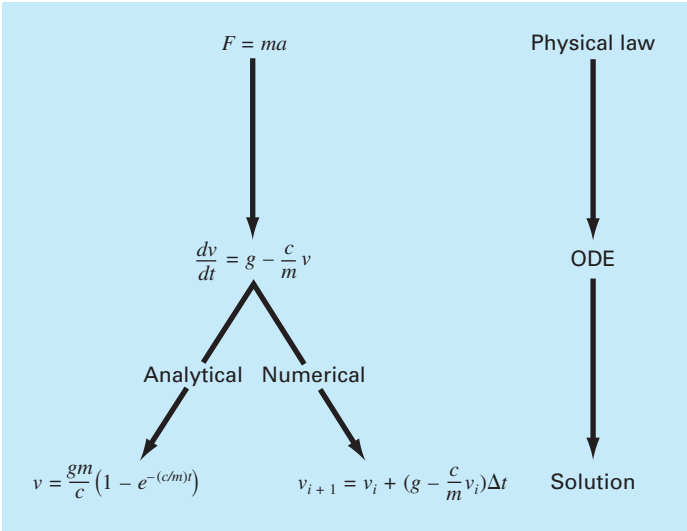 F = ma Physical law
dv/dt = g − c/m v ODE
Analytical Numerical
v = gm/c (1 − e^−(c/m)t) v_i + 1 = v_i + (g − c/m v_i)Δt Solution